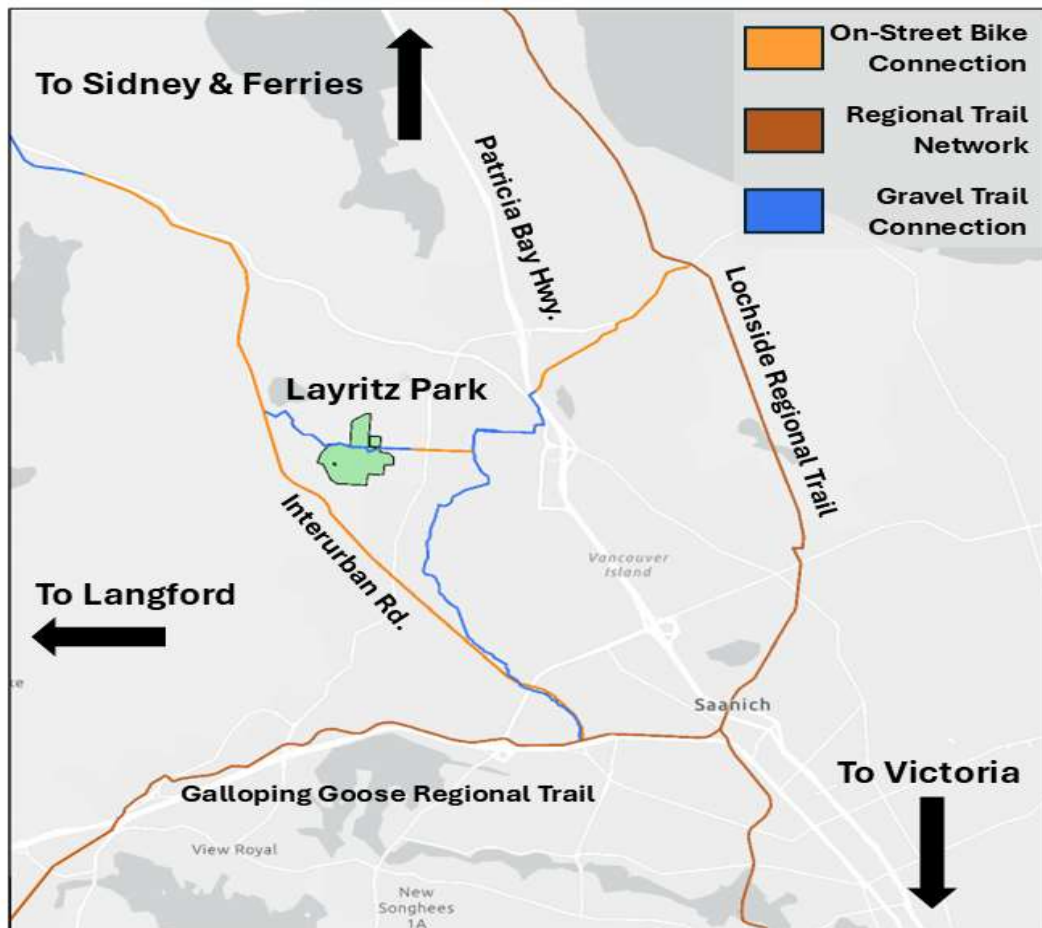 To Sidney & Ferries
On-Street Bike
Connection
Regional Trail
Network
Gravel Trail
Connection
Patricia Bay Hwy.
Lochside Regional Trail
Layritz Park
Interurban Rd.
Vancouver
Island
To Langford
te
Saanich
To Victoria
Galloping Goose Regional Trail
View Royal
New
Songhees
1A